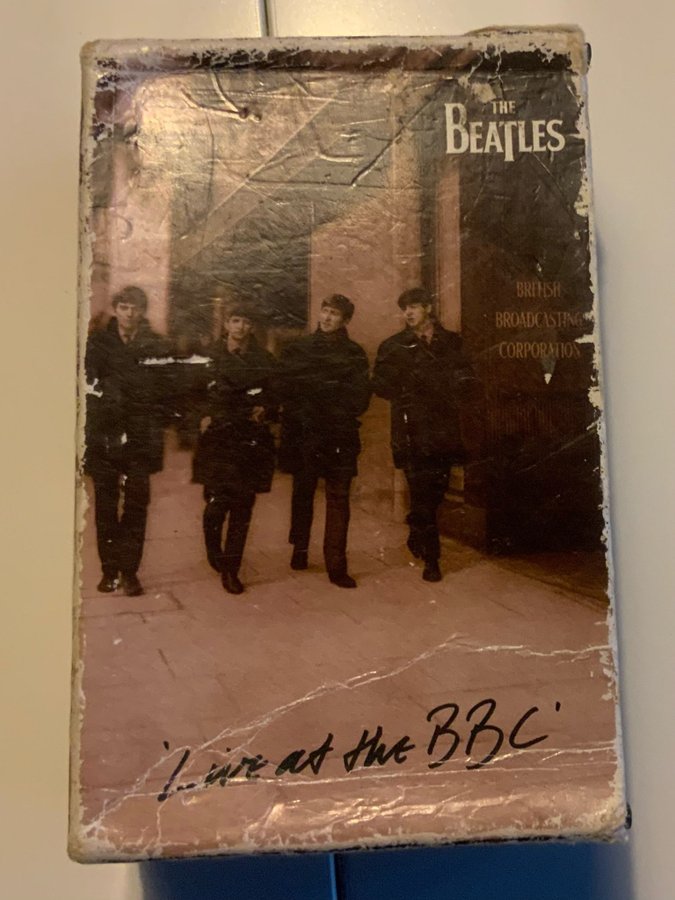 THE
BEATLES
BRITISH
BROADCASTING
CORPORATION
'Live at the BBC'